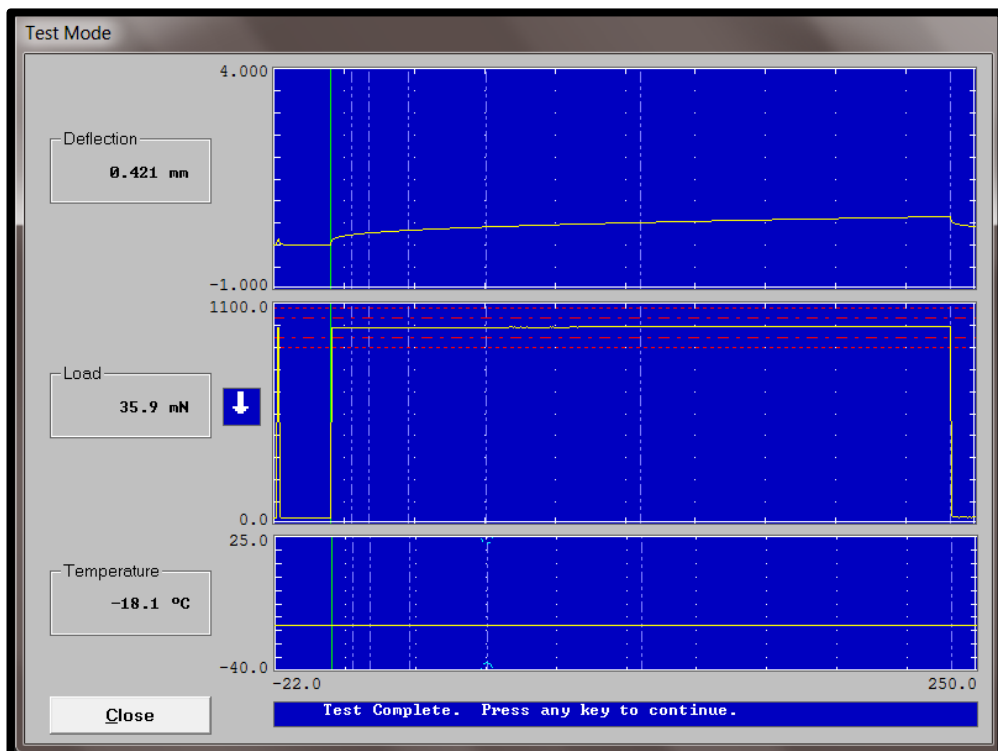 Test Mode
4.000
Deflection
0.421 mm
-1.000
1100.0
Load
35.9 mN
0.0
25.0
Temperature
-18.1 ºC
-40.0
-22.0
250.0
Close
Test Complete. Press any key to continue.